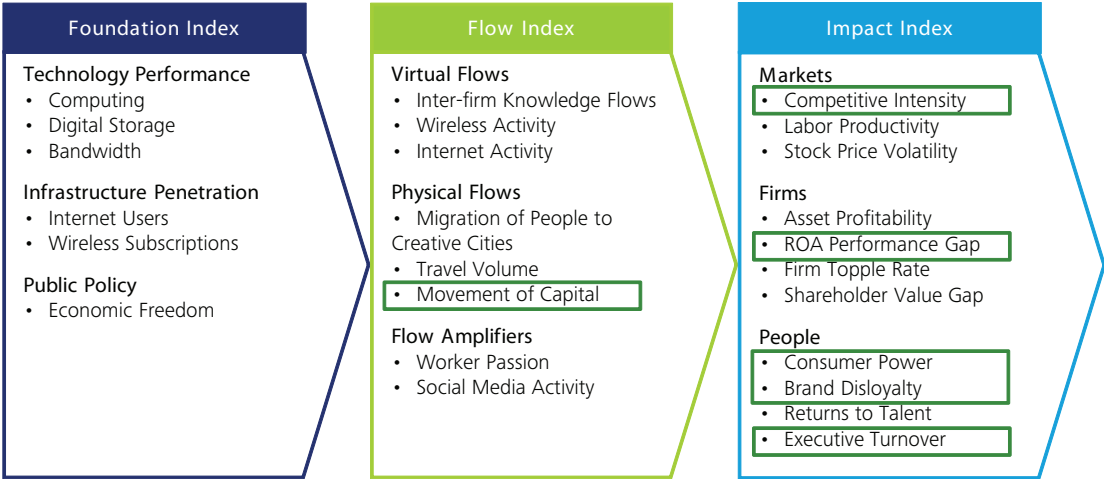 Foundation Index
Technology Performance
• Computing
• Digital Storage
• Bandwidth
Infrastructure Penetration
• Internet Users
• Wireless Subscriptions
Public Policy
• Economic Freedom
Flow Index
Virtual Flows
• Inter-firm Knowledge Flows
• Wireless Activity
• Internet Activity
Physical Flows
• Migration of People to
Creative Cities
• Travel Volume
• Movement of Capital
Flow Amplifiers
• Worker Passion
• Social Media Activity
Impact Index
Markets
• Competitive Intensity
• Labor Productivity
• Stock Price Volatility
Firms
• Asset Profitability
• ROA Performance Gap
• Firm Topple Rate
• Shareholder Value Gap
People
• Consumer Power
• Brand Disloyalty
• Returns to Talent
• Executive Turnover